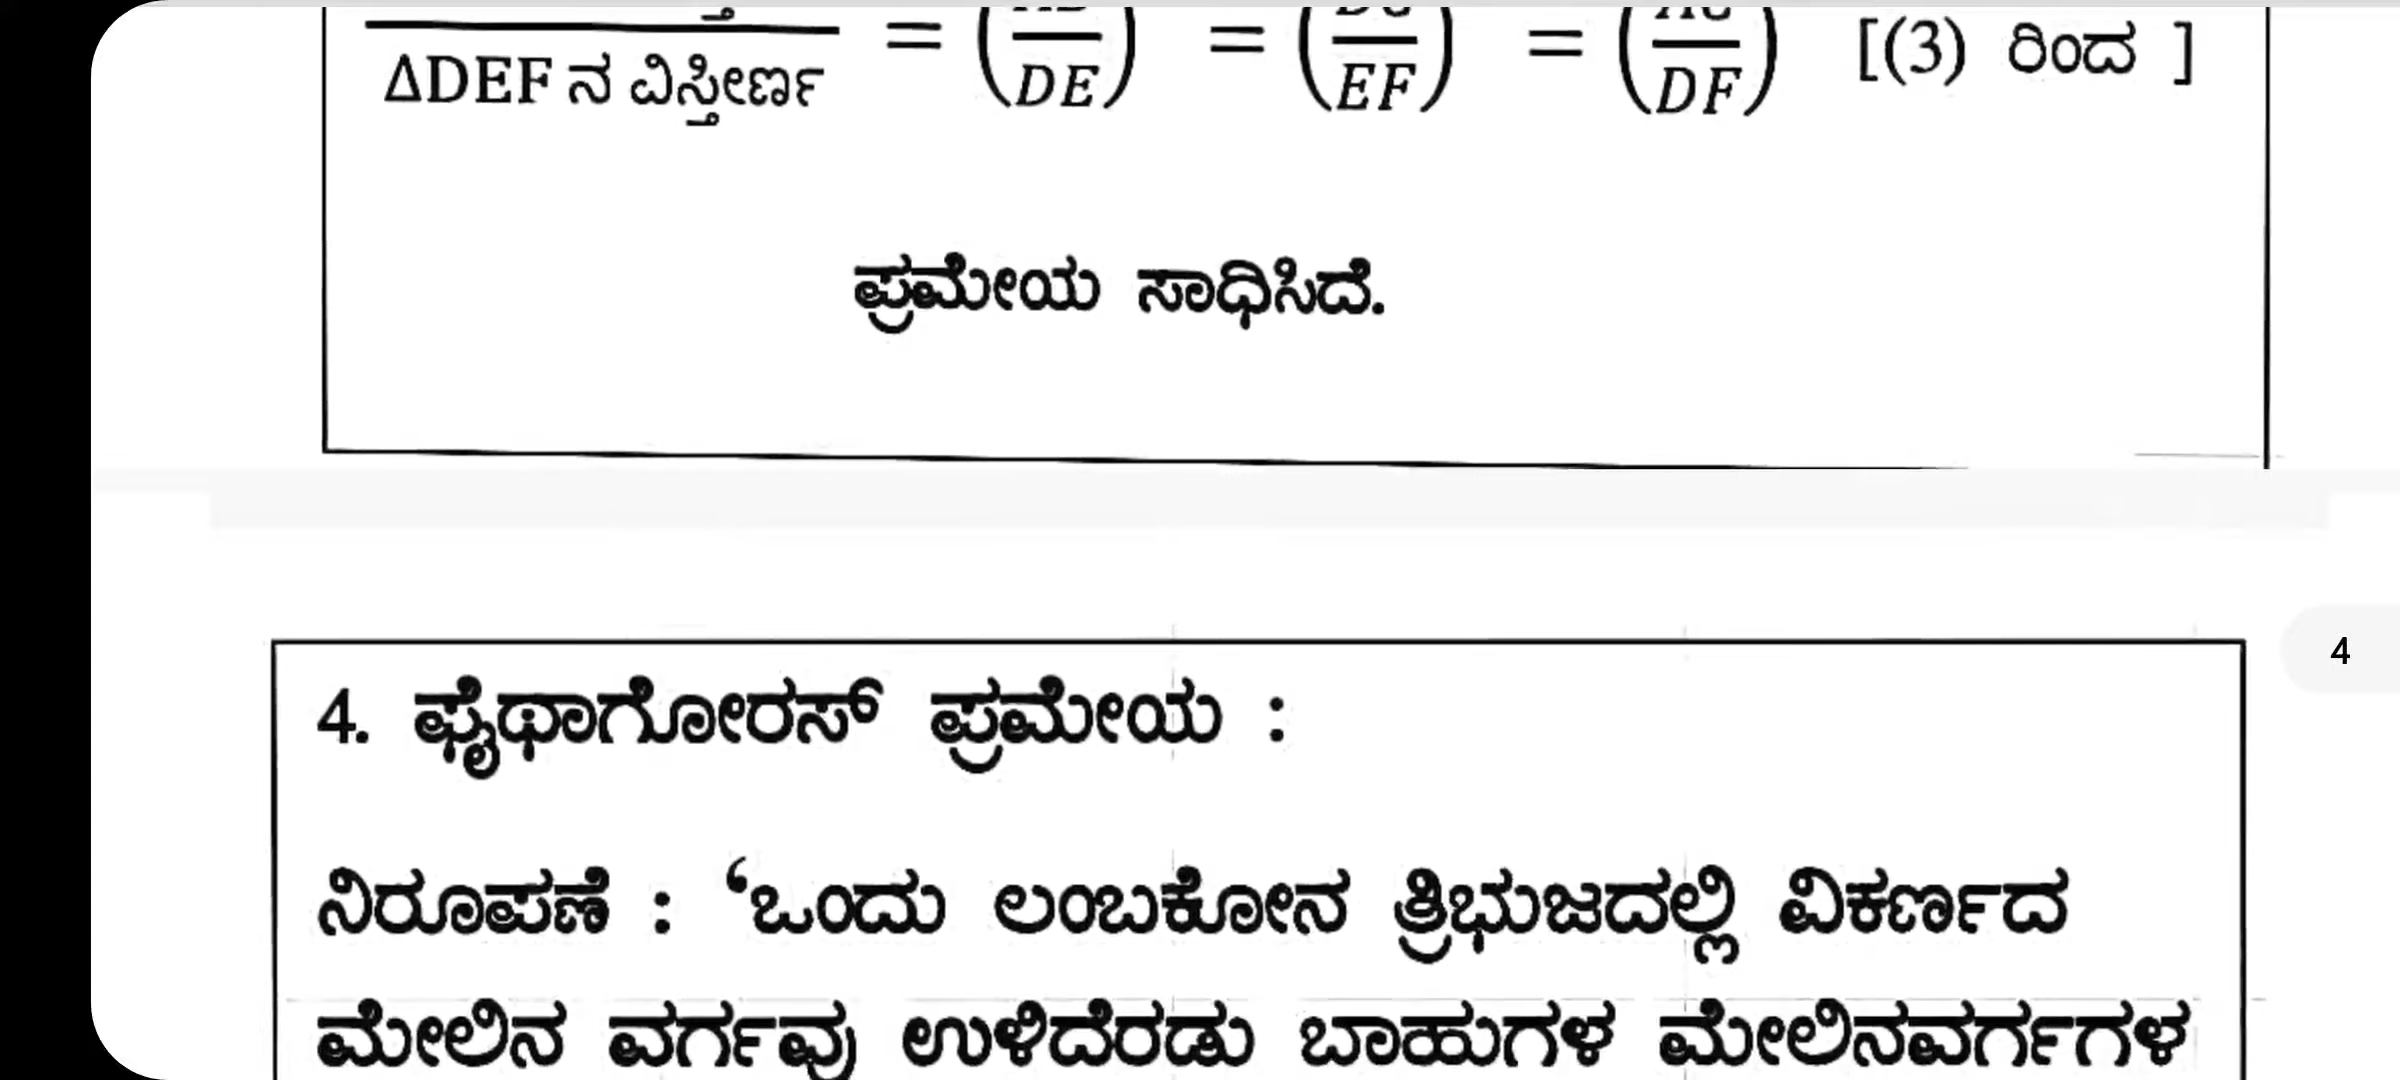 ΔDEF ನ ವಿಸ್ತೀರ್ಣ = (/DE) = (/EF) = (/DF) [(3) ರಿಂದ ]
ಪ್ರಮೇಯ ಸಾಧಿಸಿದೆ.
4
4. ಫೈಥಾಗೋರಸ್ ಪ್ರಮೇಯ :
ನಿರೂಪಣೆ : ‘ಒಂದು ಲಂಬಕೋನ ತ್ರಿಭುಜದಲ್ಲಿ ವಿಕರ್ಣದ
ಮೇಲಿನ ವರ್ಗವು ಉಳಿದೆರಡು ಬಾಹುಗಳ ಮೇಲಿನವರ್ಗಗಳ